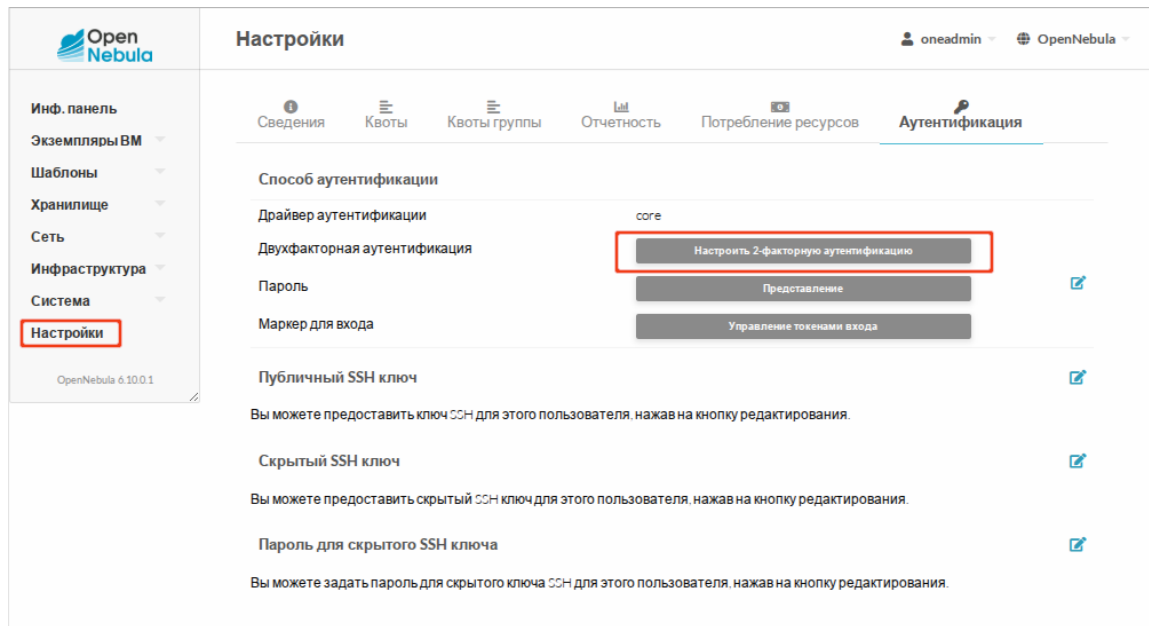 Open
Nebula
Настройки
oneadmin
OpenNebula
Инф. панель
Экземпляры ВМ
Шаблоны
Хранилище
Сеть
Инфраструктура
Система
Настройки
OpenNebula 6.10.0.1
Сведения
Квоты
Квоты группы
Отчетность
Потребление ресурсов
Аутентификация
Способ аутентификации
Драйвер аутентификации core
Двухфакторная аутентификация Настроить 2-факторную аутентификацию
Пароль Представление
Маркер для входа Управление токенами входа
Публичный SSH ключ
Вы можете предоставить ключ SSH для этого пользователя, нажав на кнопку редактирования.
Скрытый SSH ключ
Вы можете предоставить скрытый SSH ключ для этого пользователя, нажав на кнопку редактирования.
Пароль для скрытого SSH ключа
Вы можете задать пароль для скрытого ключа SSH для этого пользователя, нажав на кнопку редактирования.